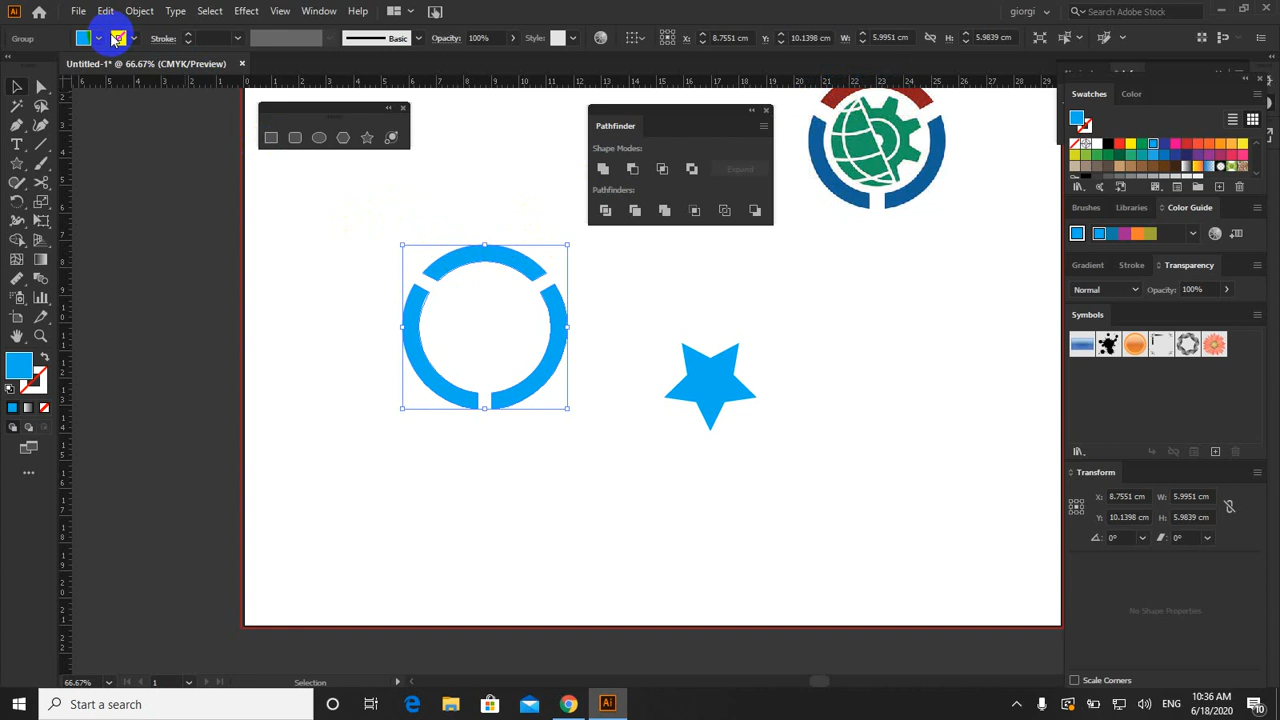 File Edit Object Type Select Effect View Window Help
giorgi
Search Adobe Stock
Group
Stroke:
Basic
Opacity: 100%
Style:
X: 8.7551 cm
Y: 10.1398 cm
W: 5.9951 cm
H: 5.9839 cm
Untitled-1* @ 66.67% (CMYK/Preview)
Swatches Color
Pathfinder
Shape Modes:
Expand
Pathfinders:
Brushes Libraries Color Guide
Gradient Stroke Transparency
Normal
Opacity: 100%
Symbols
Transform
X: 8.7551 cm
W: 5.9951 cm
Y: 10.1398 cm
H: 5.9839 cm
0°
0°
No Shape Properties
Scale Corners
66.67%
1
Selection
Start a search
10:36 AM
6/18/2020